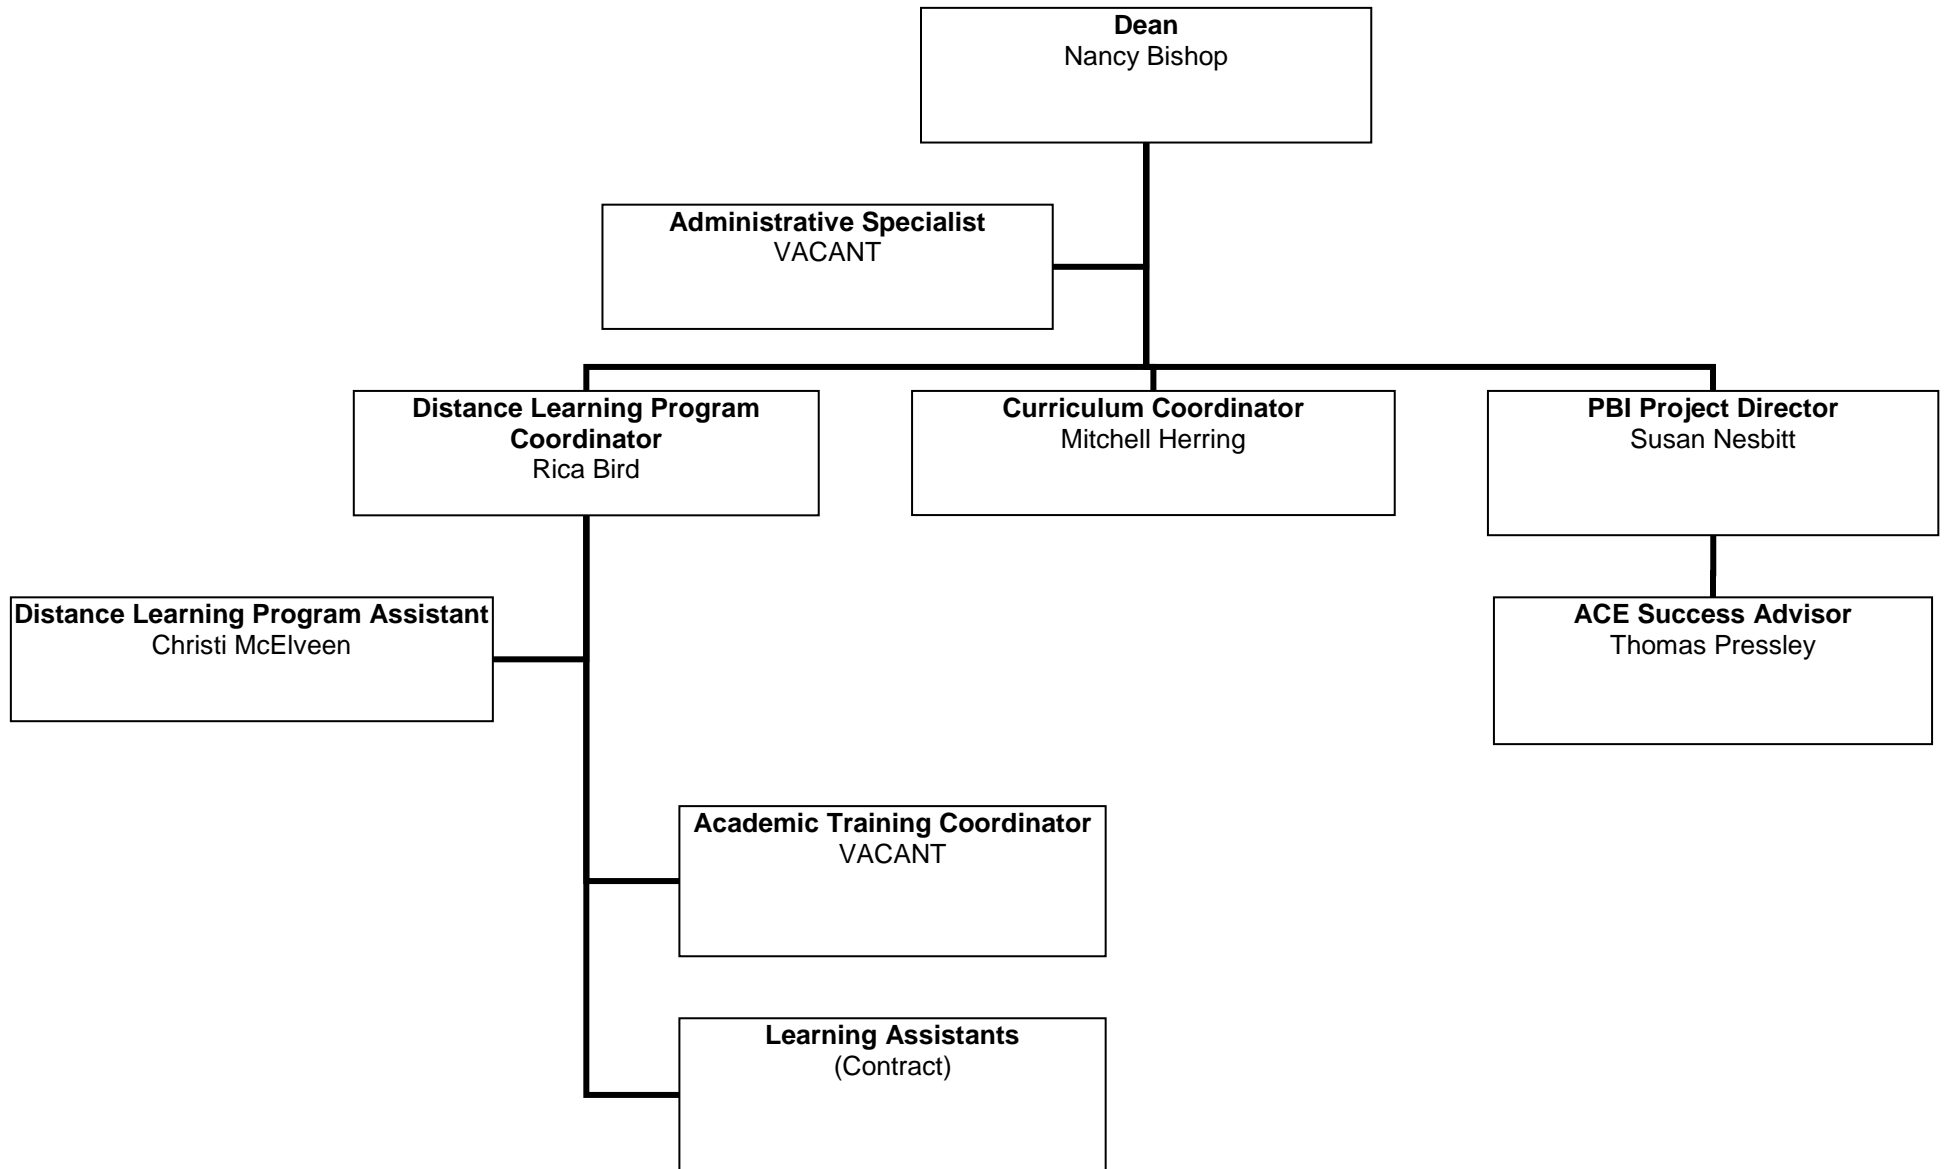 Dean
Nancy Bishop
Administrative Specialist
VACANT
Distance Learning Program
Coordinator
Rica Bird
Curriculum Coordinator
Mitchell Herring
PBI Project Director
Susan Nesbitt
Distance Learning Program Assistant
Christi McElveen
ACE Success Advisor
Thomas Pressley
Academic Training Coordinator
VACANT
Learning Assistants
(Contract)